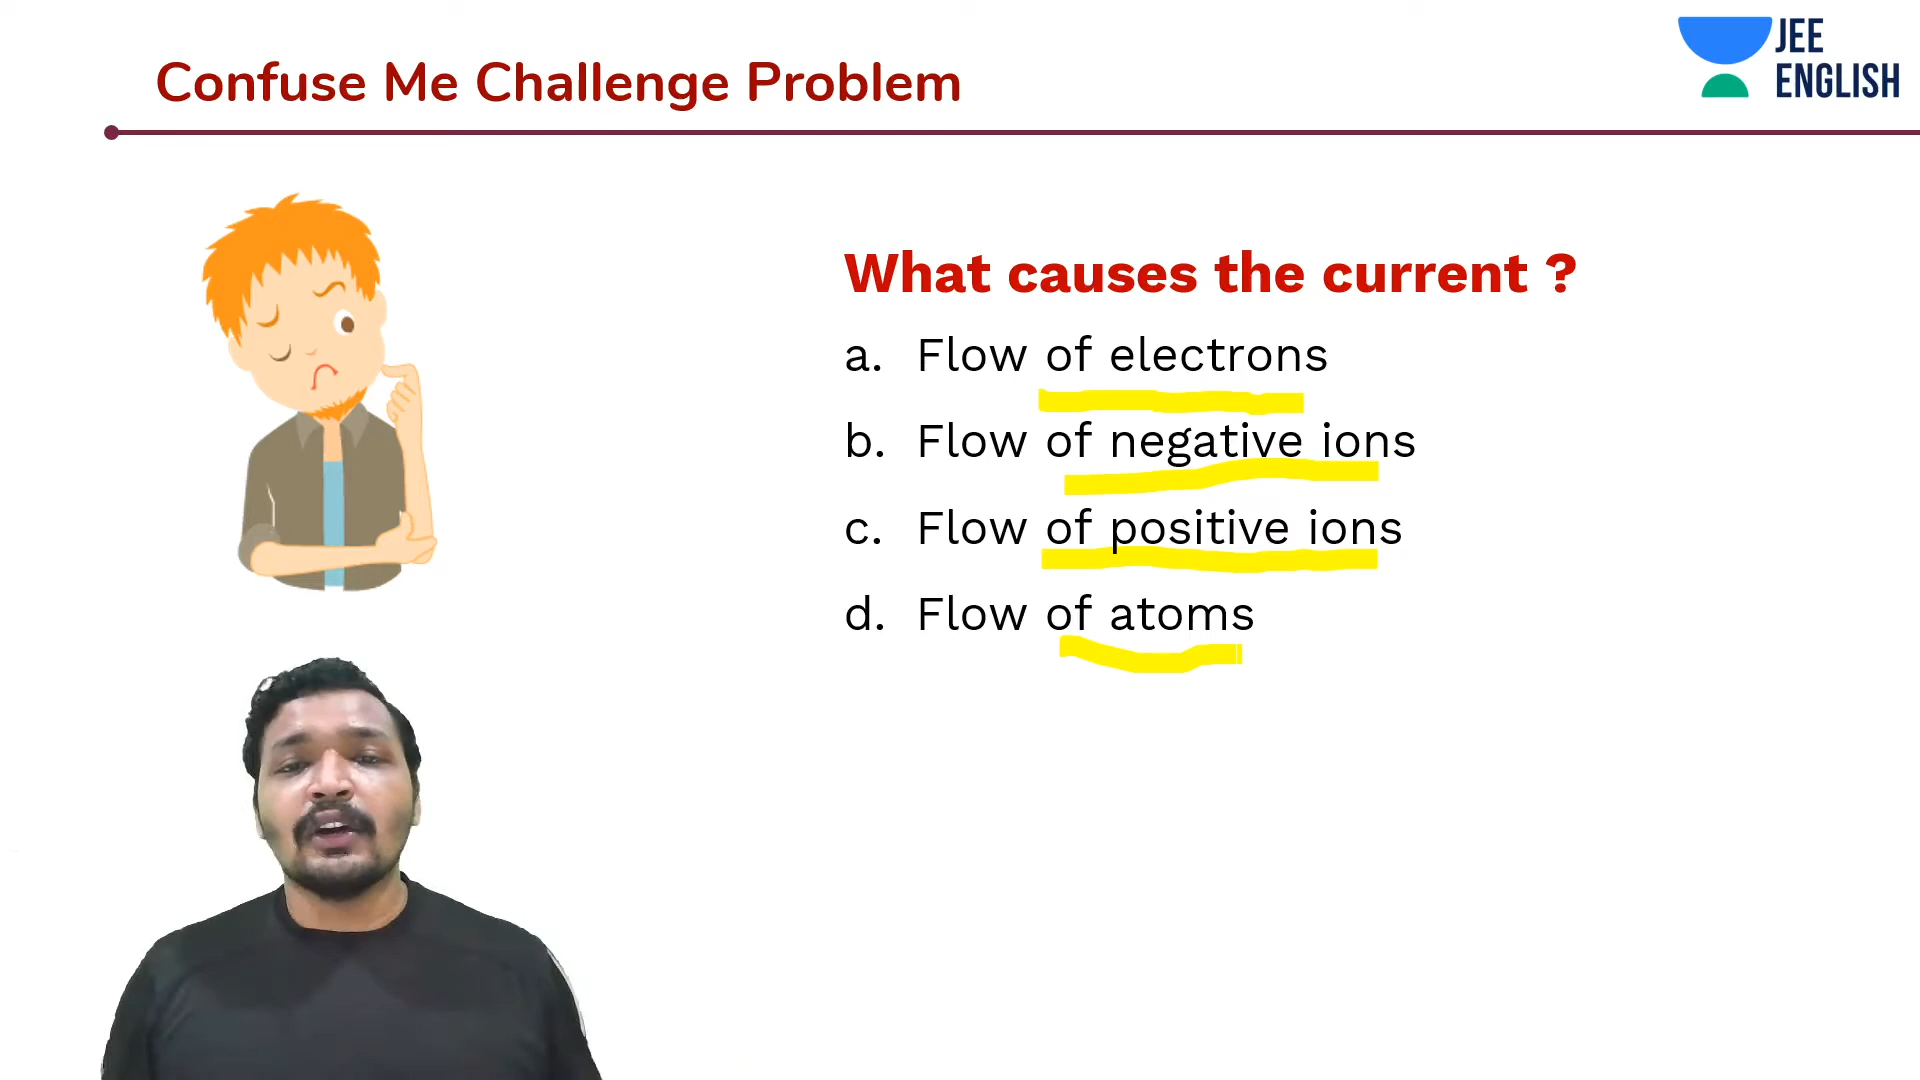 Confuse Me Challenge Problem
JEE
ENGLISH
What causes the current ?
a. Flow of electrons
b. Flow of negative ions
c. Flow of positive ions
d. Flow of atoms